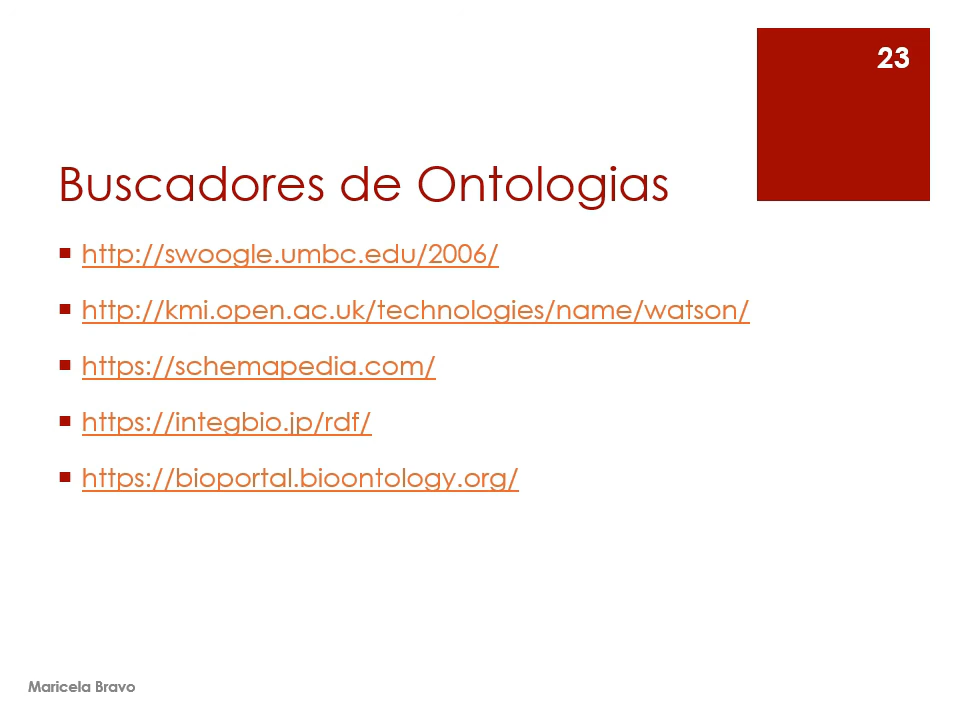 23
Buscadores de Ontologias
http://swoogle.umbc.edu/2006/
http://kmi.open.ac.uk/technologies/name/watson/
https://schemapedia.com/
https://integbio.jp/rdf/
https://bioportal.bioontology.org/
Maricela Bravo